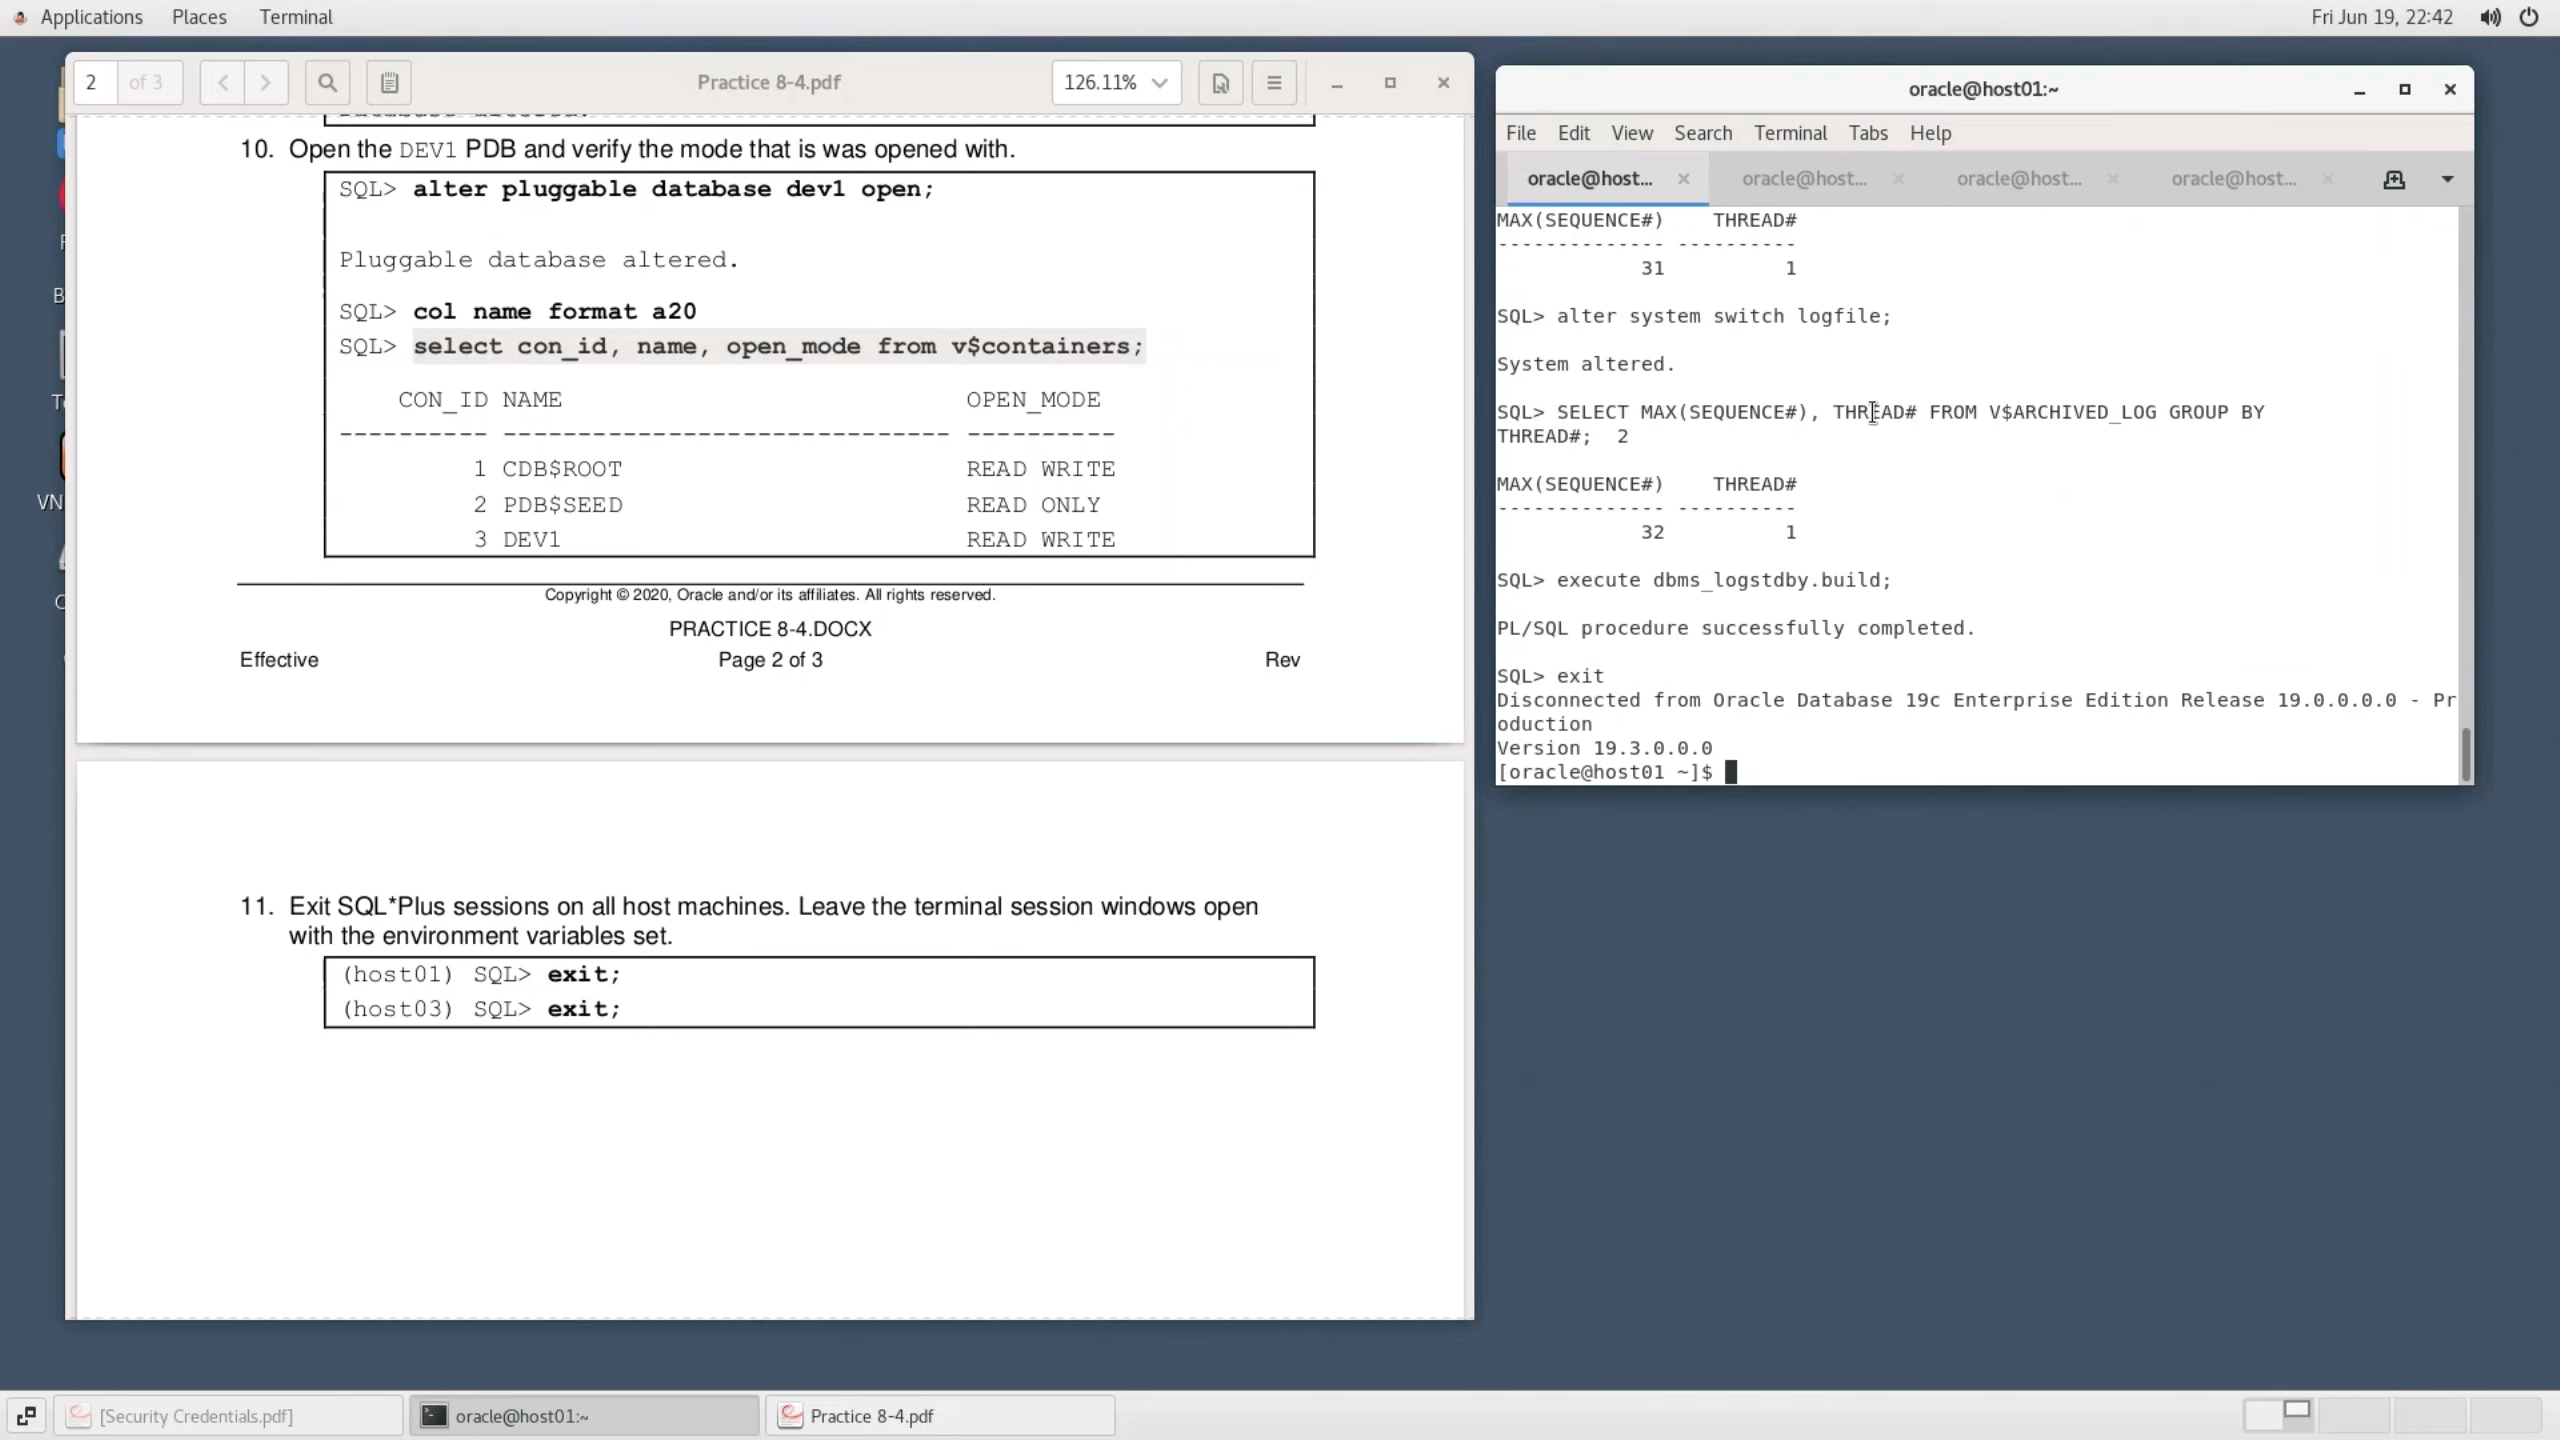 Applications Places Terminal
Fri Jun 19, 22:42
2 of 3
Practice 8-4.pdf
126.11%
10. Open the DEV1 PDB and verify the mode that is was opened with.
SQL> alter pluggable database dev1 open;
Pluggable database altered.
SQL> col name format a20
SQL> select con_id, name, open_mode from v$containers;
CON_ID NAME OPEN_MODE
---------- ------------------------------ ----------
1 CDB$ROOT READ WRITE
2 PDB$SEED READ ONLY
3 DEV1 READ WRITE
Copyright © 2020, Oracle and/or its affiliates. All rights reserved.
PRACTICE 8-4.DOCX
Effective Page 2 of 3 Rev
11. Exit SQL*Plus sessions on all host machines. Leave the terminal session windows open
with the environment variables set.
(host01) SQL> exit;
(host03) SQL> exit;
oracle@host01:~
File Edit View Search Terminal Tabs Help
oracle@host... oracle@host... oracle@host... oracle@host...
MAX(SEQUENCE#) THREAD#
-------------- ----------
31 1
SQL> alter system switch logfile;
System altered.
SQL> SELECT MAX(SEQUENCE#), THREAD# FROM V$ARCHIVED_LOG GROUP BY
THREAD#; 2
MAX(SEQUENCE#) THREAD#
-------------- ----------
32 1
SQL> execute dbms_logstdby.build;
PL/SQL procedure successfully completed.
SQL> exit
Disconnected from Oracle Database 19c Enterprise Edition Release 19.0.0.0.0 - Pr
oduction
Version 19.3.0.0.0
[oracle@host01 ~]$
[Security Credentials.pdf]
oracle@host01:~
Practice 8-4.pdf